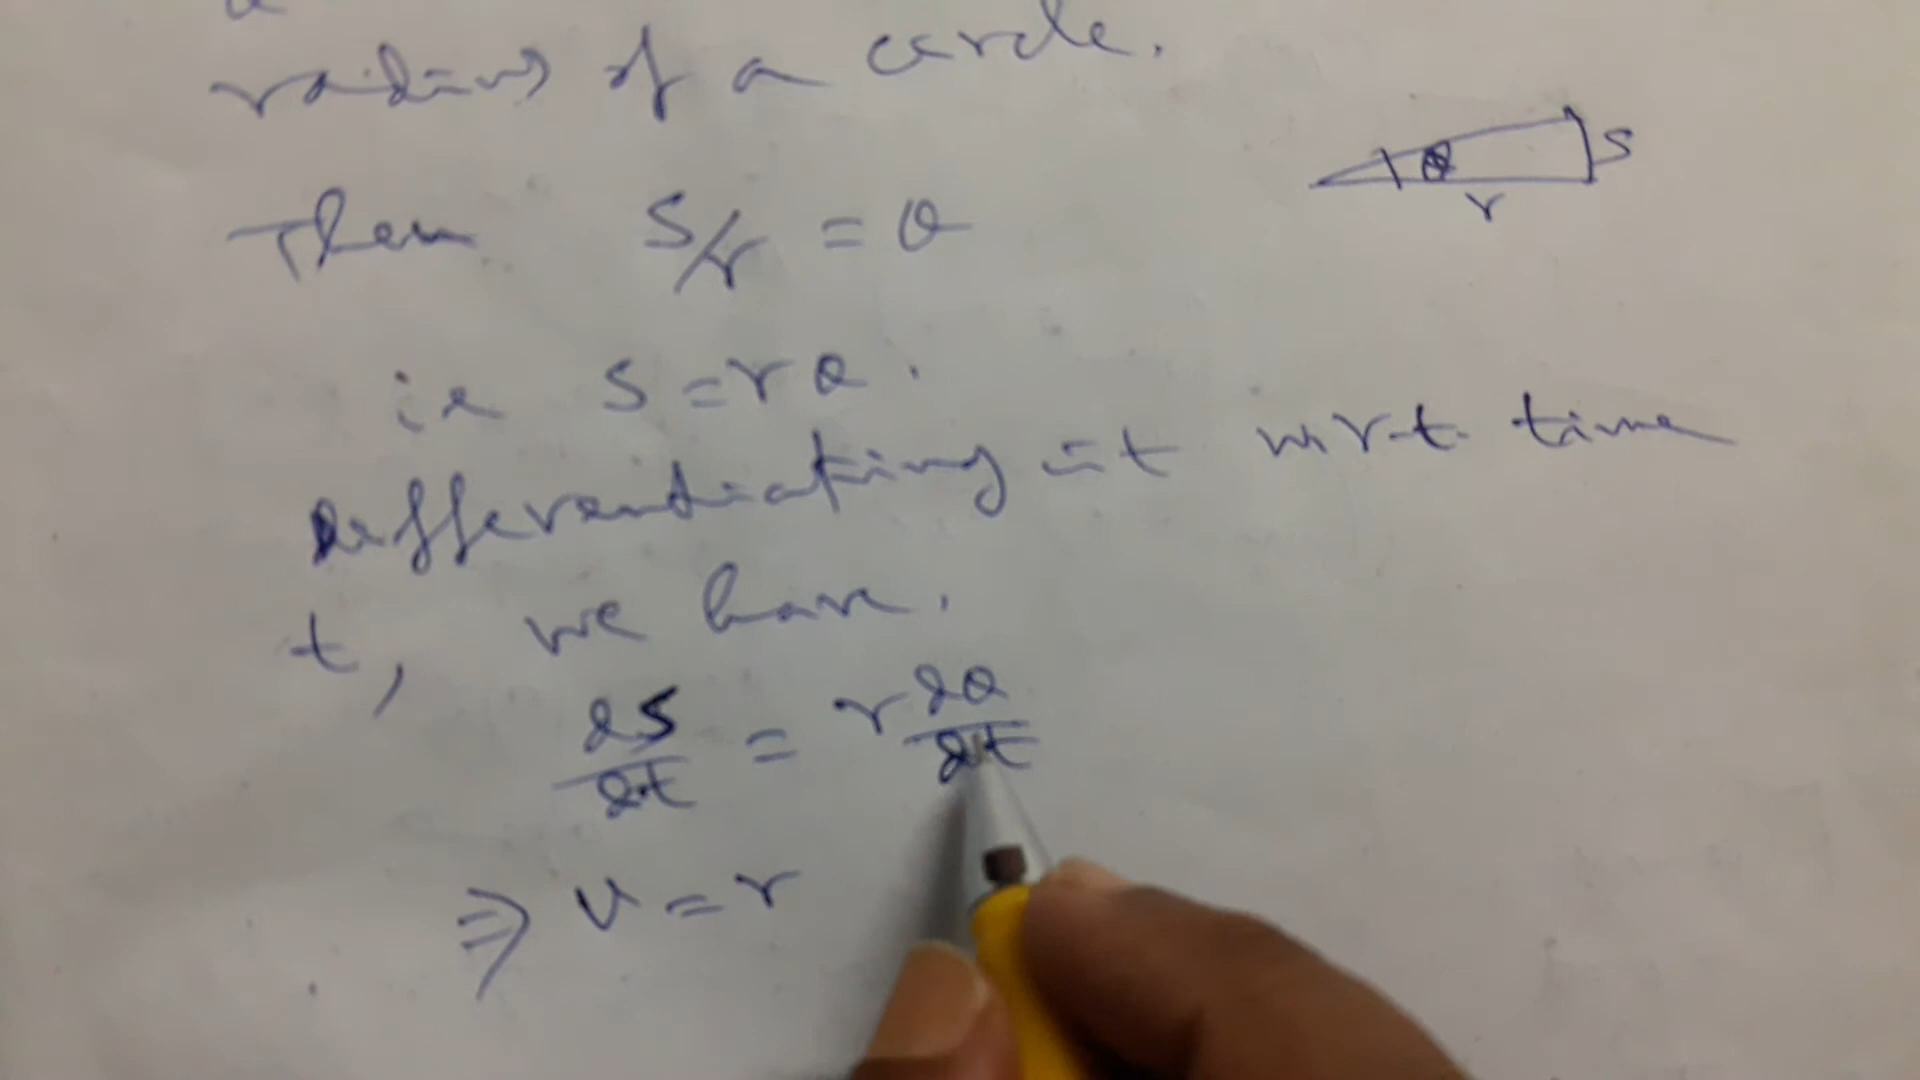 radius of a circle.
θ S
r
Then S/r = θ
ie S = rθ.
Differentiating it w.r.t. time
t, we have.
dS/dt = r dθ/dt
⇒ v = r